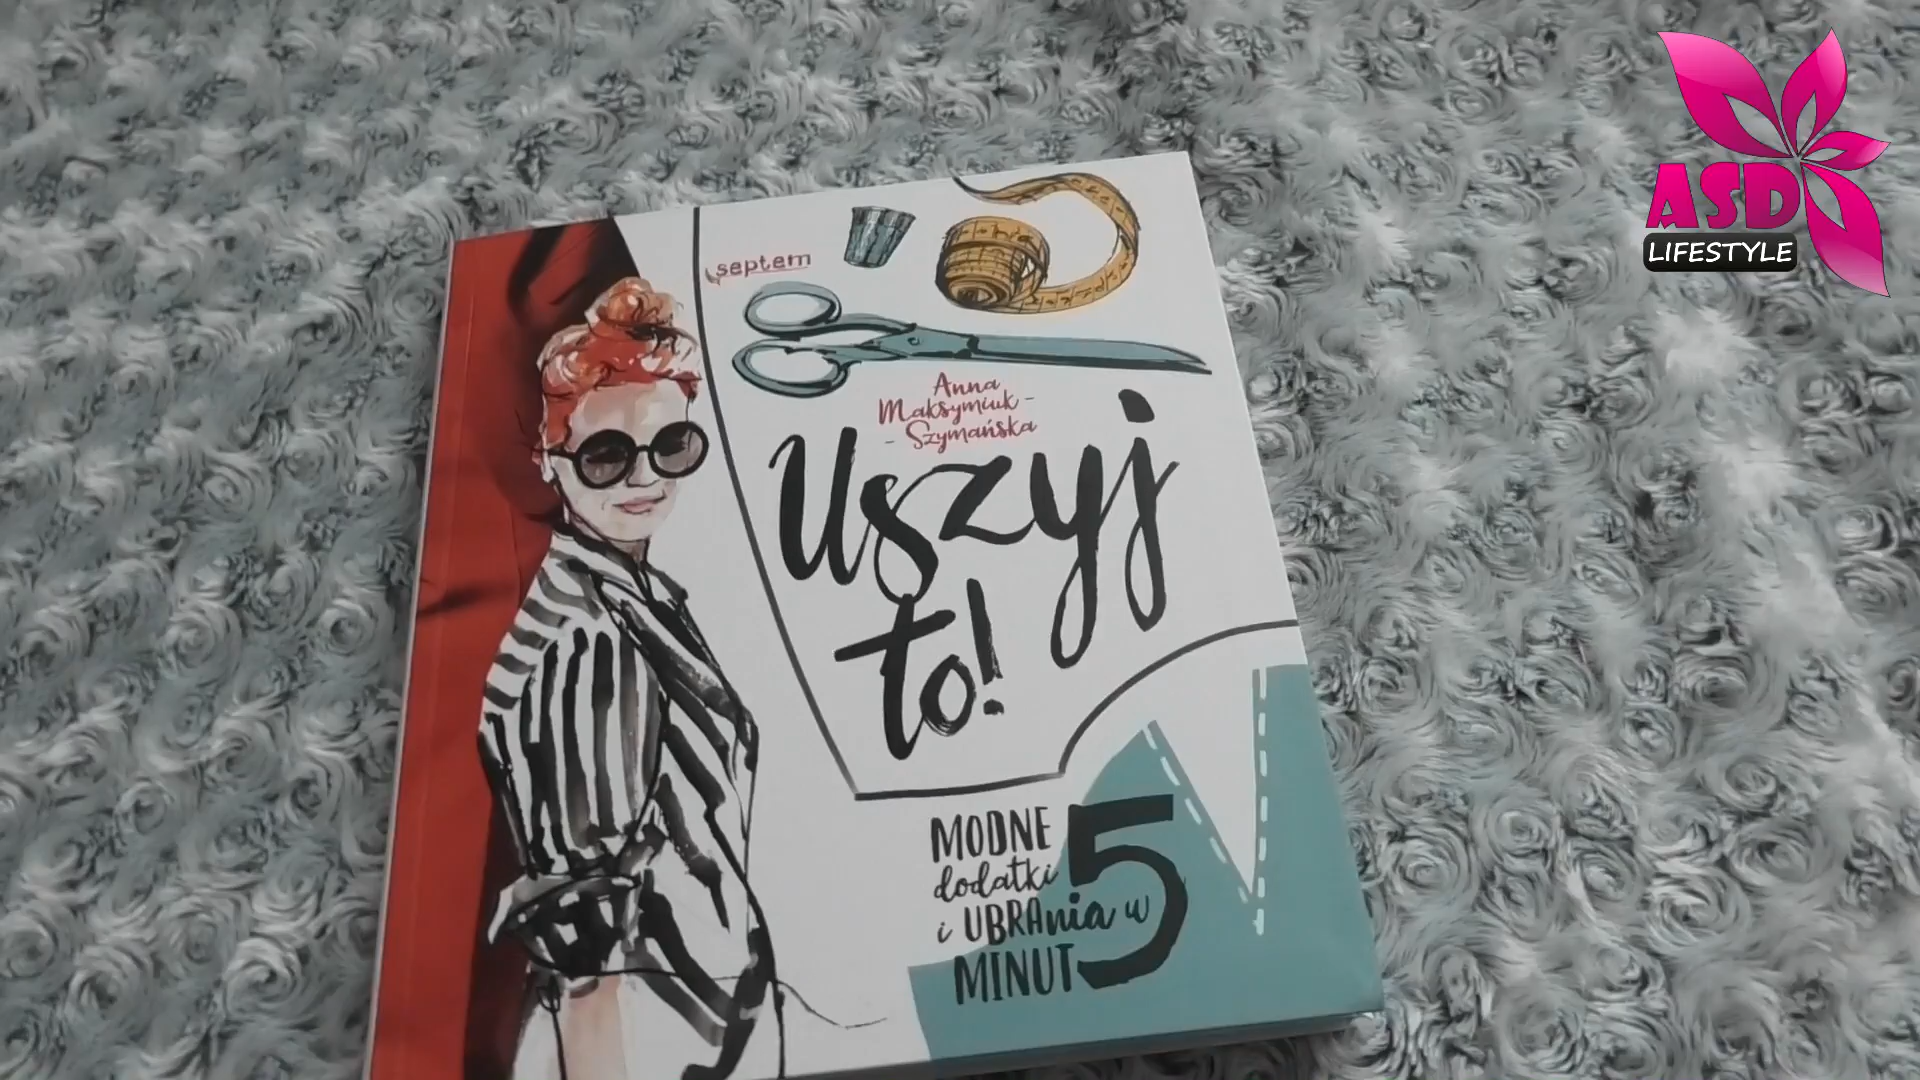 septem
Anna
Maksymiuk-
-Szymańska
Uszyj
to!
MODNE
dodatki
i UBRAnia w 5
MINUT
ASD
LIFESTYLE